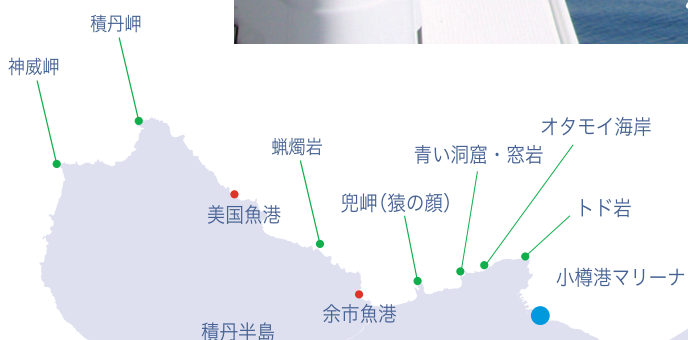 積丹岬
神威岬
オタモイ海岸
蝋燭岩
青い洞窟・窓岩
兜岬(猿の顔)
トド岩
美国魚港
小樽港マリーナ
余市魚港
積丹半島